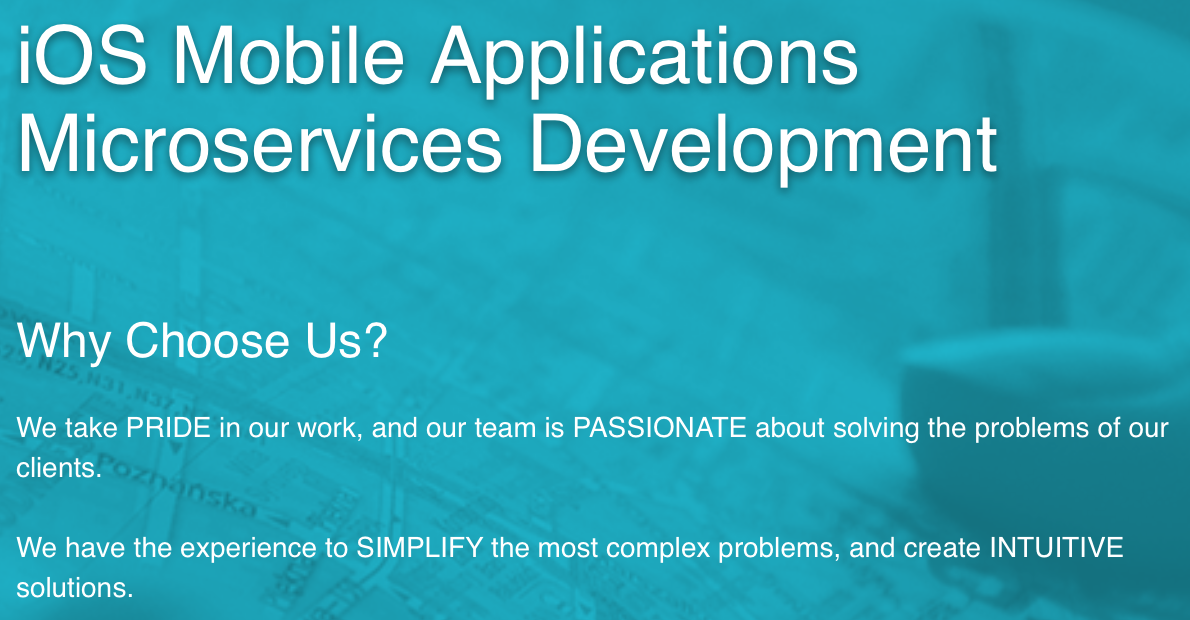 iOS Mobile Applications
Microservices Development
Why Choose Us?
We take PRIDE in our work, and our team is PASSIONATE about solving the problems of our
clients.
We have the experience to SIMPLIFY the most complex problems, and create INTUITIVE
solutions.
Poznańska